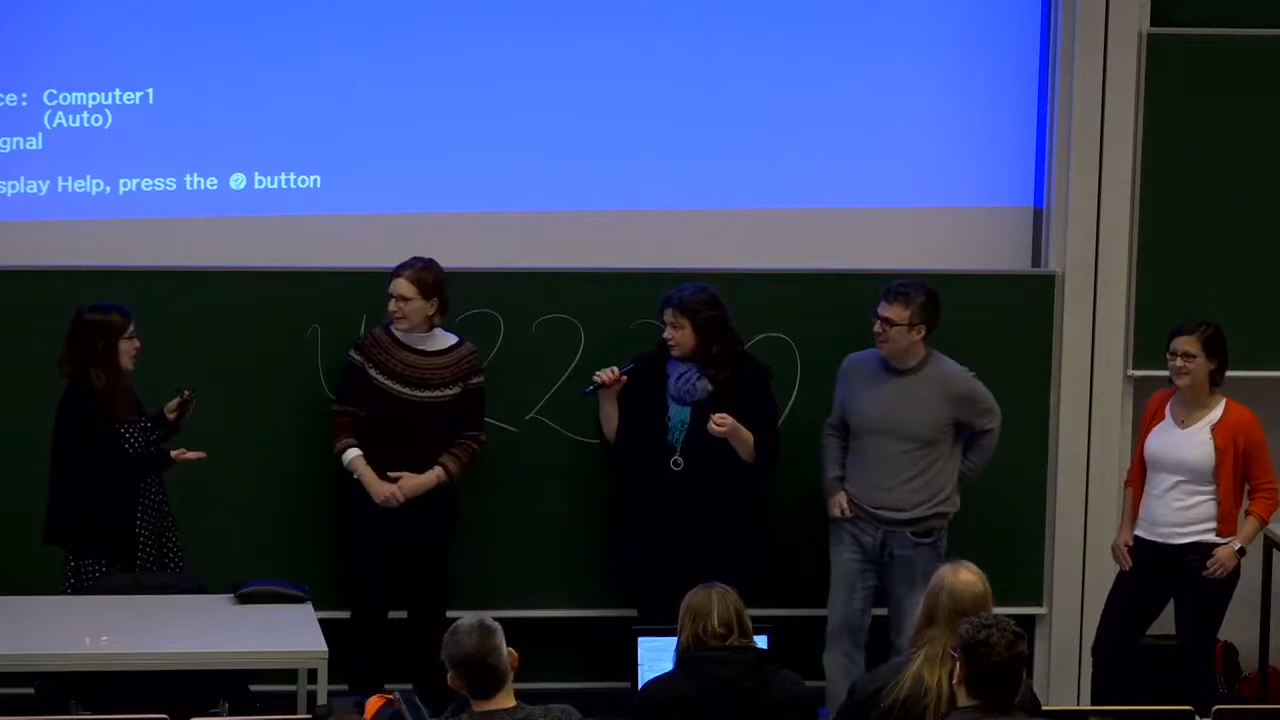 ce: Computer1
(Auto)
gnal
splay Help, press the ? button